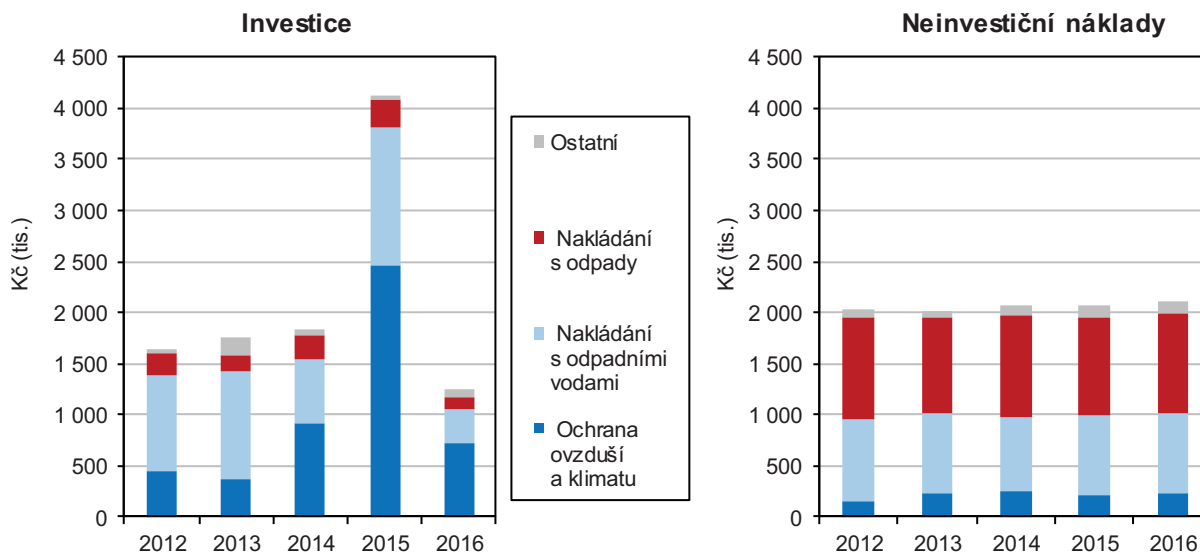 Investice
4 500
4 000
3 500
3 000
2 500
2 000
1 500
1 000
500
0
Kč (tis.)
2012 2013 2014 2015 2016
Ostatní
Nakládání
s odpady
Nakládání
s odpadními
vodami
Ochrana
ovzduší
a klimatu
Neinvestiční náklady
4 500
4 000
3 500
3 000
2 500
2 000
1 500
1 000
500
0
Kč (tis.)
2012 2013 2014 2015 2016